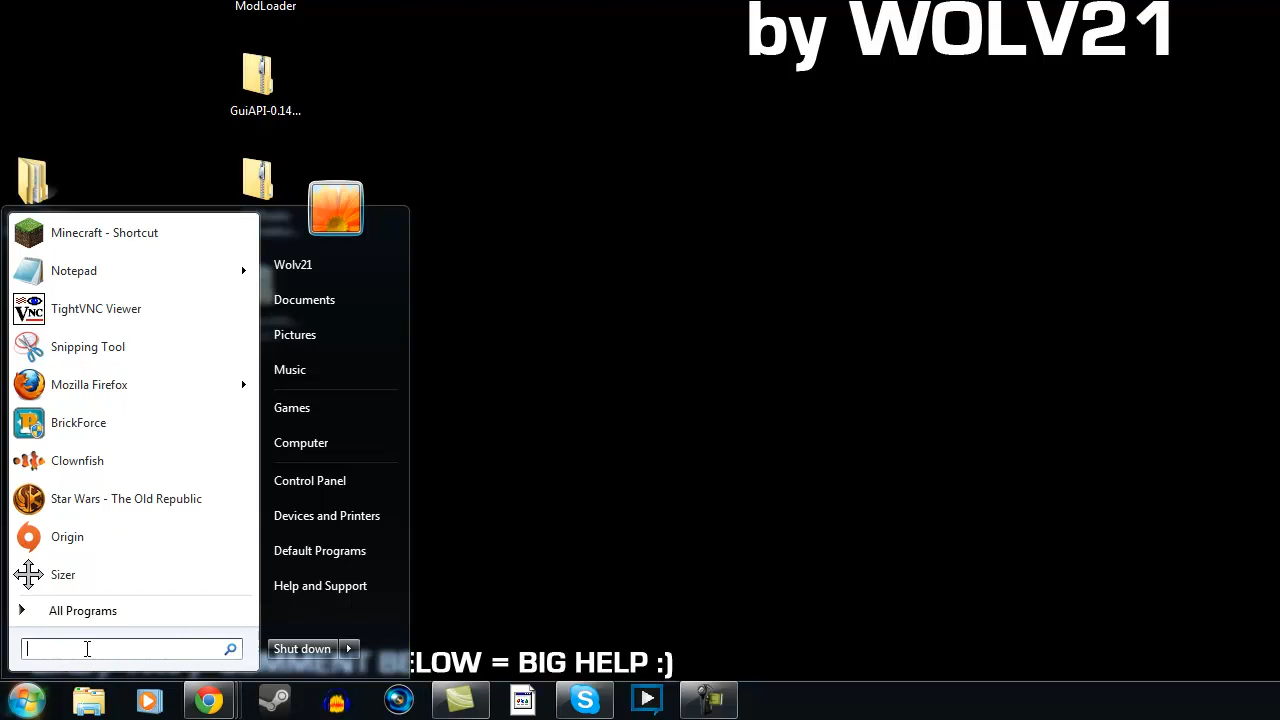 ModLoader
by WOLV21
GuiAPI-0.14...
Minecraft - Shortcut
Notepad
TightVNC Viewer
Snipping Tool
Mozilla Firefox
BrickForce
Clownfish
Star Wars - The Old Republic
Origin
Sizer
All Programs
Wolv21
Documents
Pictures
Music
Games
Computer
Control Panel
Devices and Printers
Default Programs
Help and Support
Shut down
COMMENT BELOW = BIG HELP :)